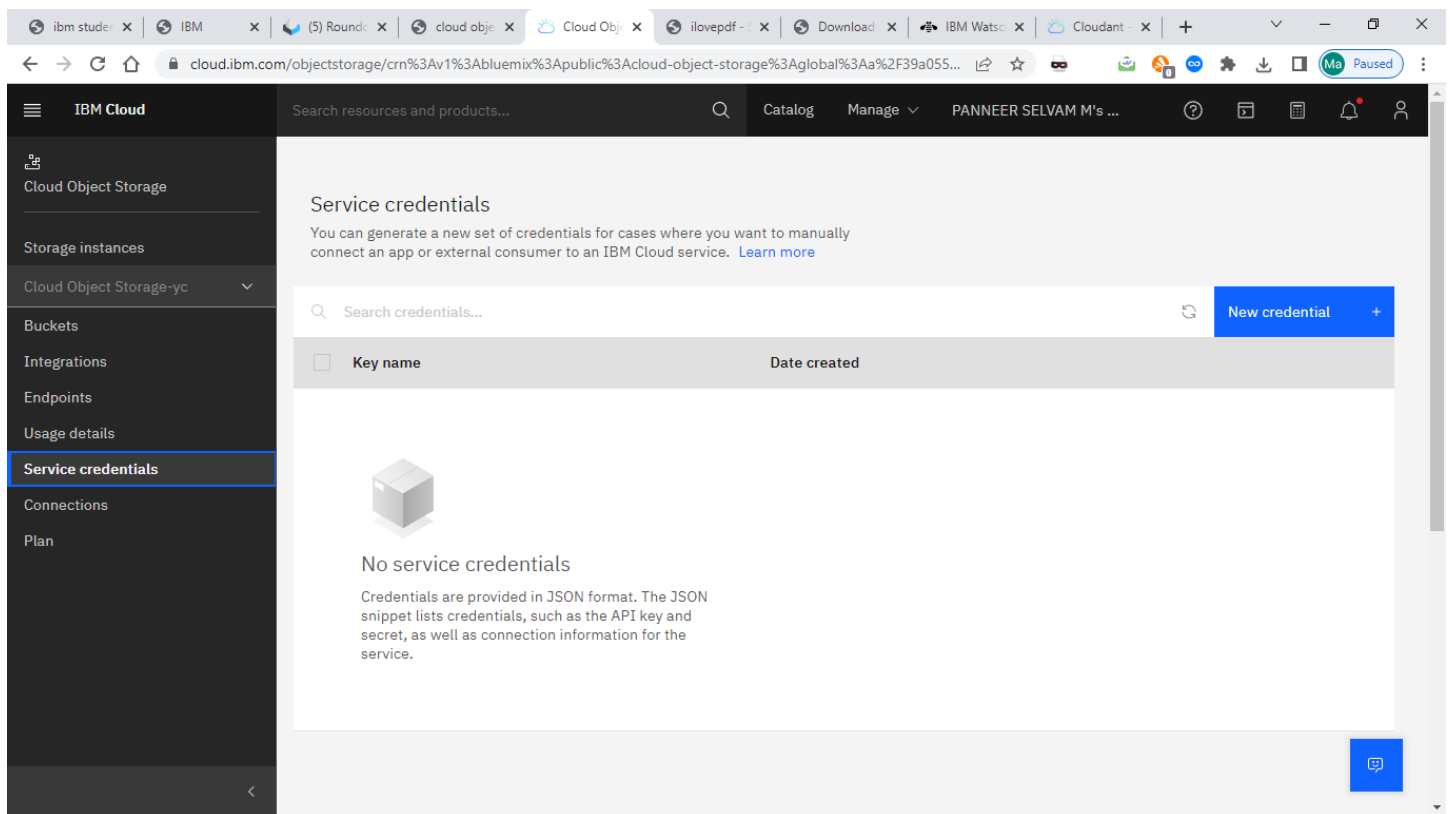 ibm studer
IBM
(5) Roundc
cloud obje
Cloud Obje
ilovepdf - S
Download
IBM Watso
Cloudant -
cloud.ibm.com/objectstorage/crn%3Av1%3Abluemix%3Apublic%3Acloud-object-storage%3Aglobal%3Aa%2F39a055...
0
Ma Paused
IBM Cloud
Search resources and products...
Catalog
Manage
PANNEER SELVAM M's ...
Cloud Object Storage
Storage instances
Cloud Object Storage-yc
Buckets
Integrations
Endpoints
Usage details
Service credentials
Connections
Plan
Service credentials
You can generate a new set of credentials for cases where you want to manually
connect an app or external consumer to an IBM Cloud service. Learn more
Search credentials...
New credential +
Key name
Date created
No service credentials
Credentials are provided in JSON format. The JSON
snippet lists credentials, such as the API key and
secret, as well as connection information for the
service.